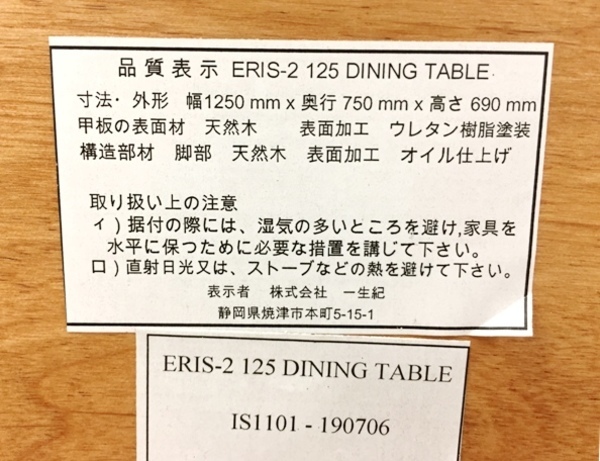 品質表示 ERIS-2 125 DINING TABLE
寸法・外形 幅1250 mm x 奥行 750 mm x 高さ 690 mm
甲板の表面材 天然木 表面加工 ウレタン樹脂塗装
構造部材 脚部 天然木 表面加工 オイル仕上げ
取り扱い上の注意
イ）据付の際には、湿気の多いところを避け,家具を
水平に保つために必要な措置を講じて下さい。
ロ）直射日光又は、ストーブなどの熱を避けて下さい。
表示者 株式会社 一生紀
静岡県焼津市本町5-15-1
ERIS-2 125 DINING TABLE
IS1101 - 190706